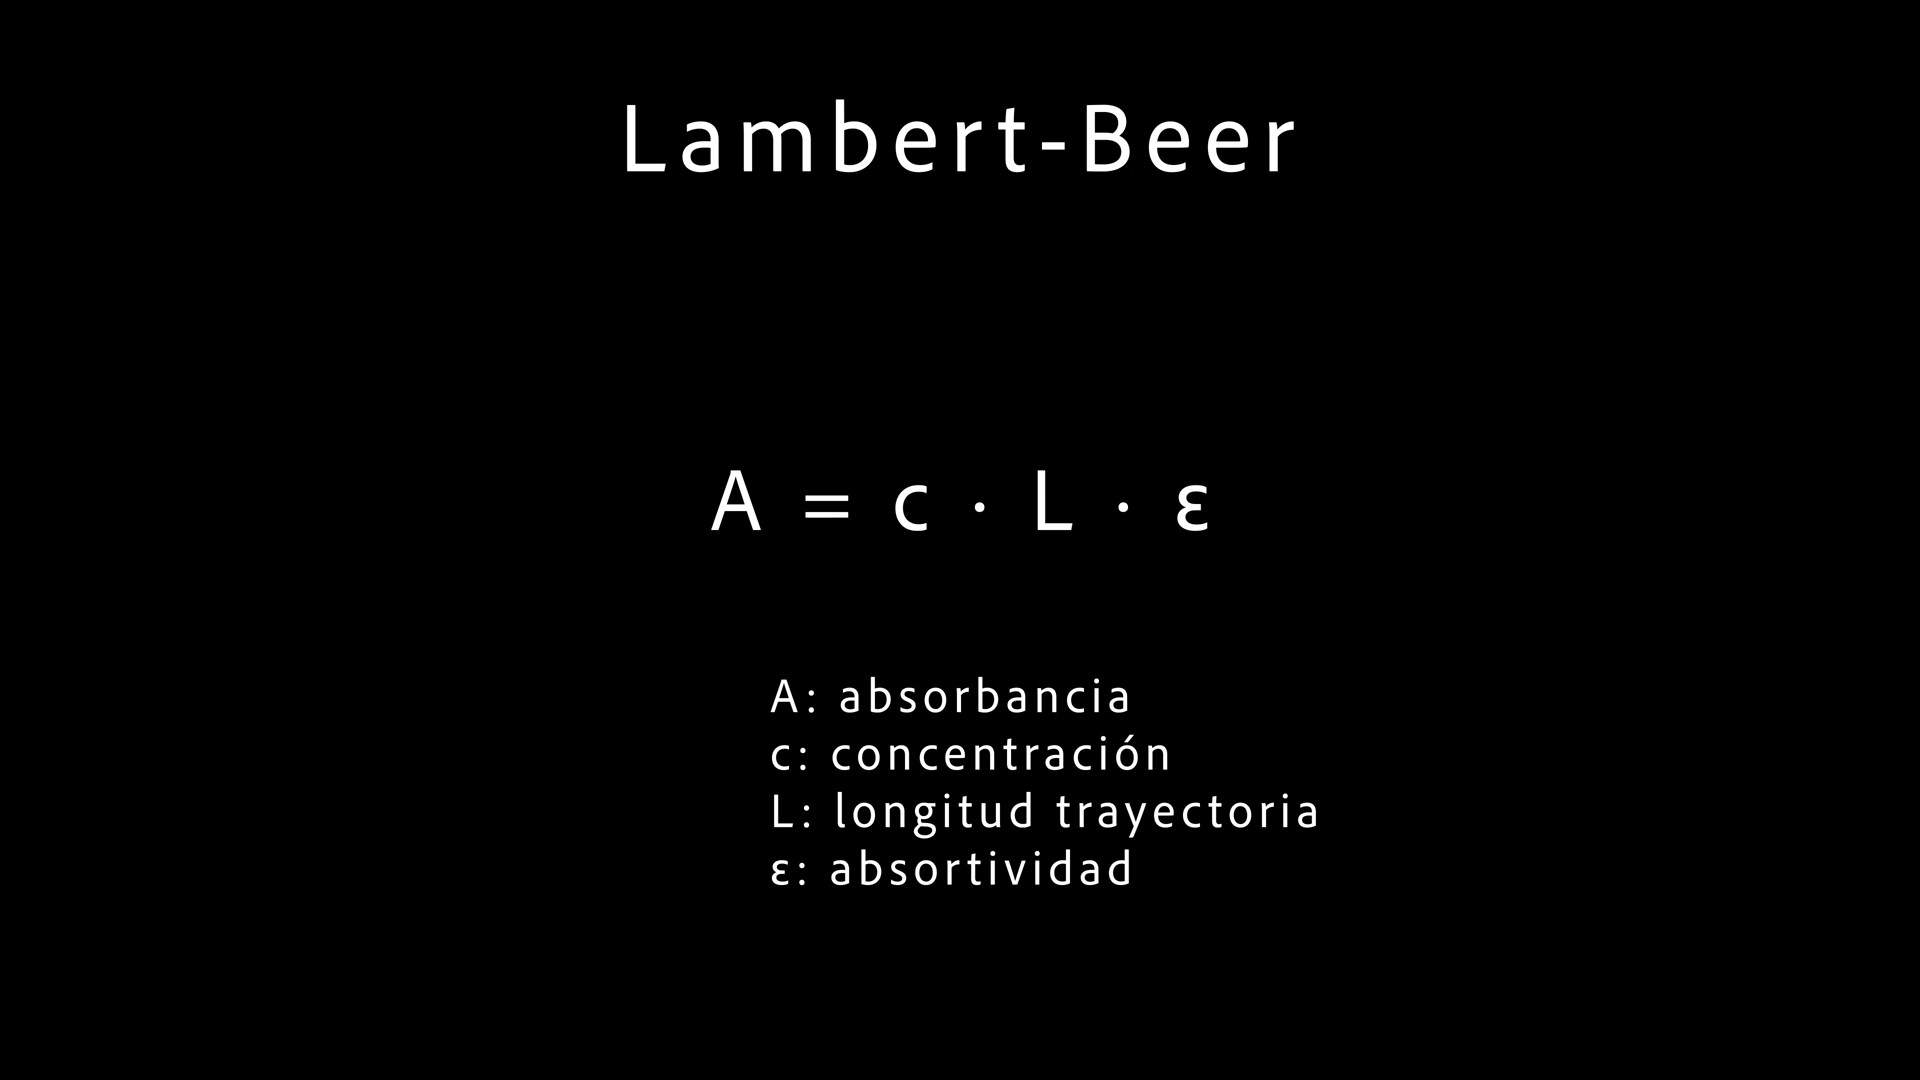 Lambert-Beer
A = c · L · ε
A: absorbancia
c: concentración
L: longitud trayectoria
ε: absortividad